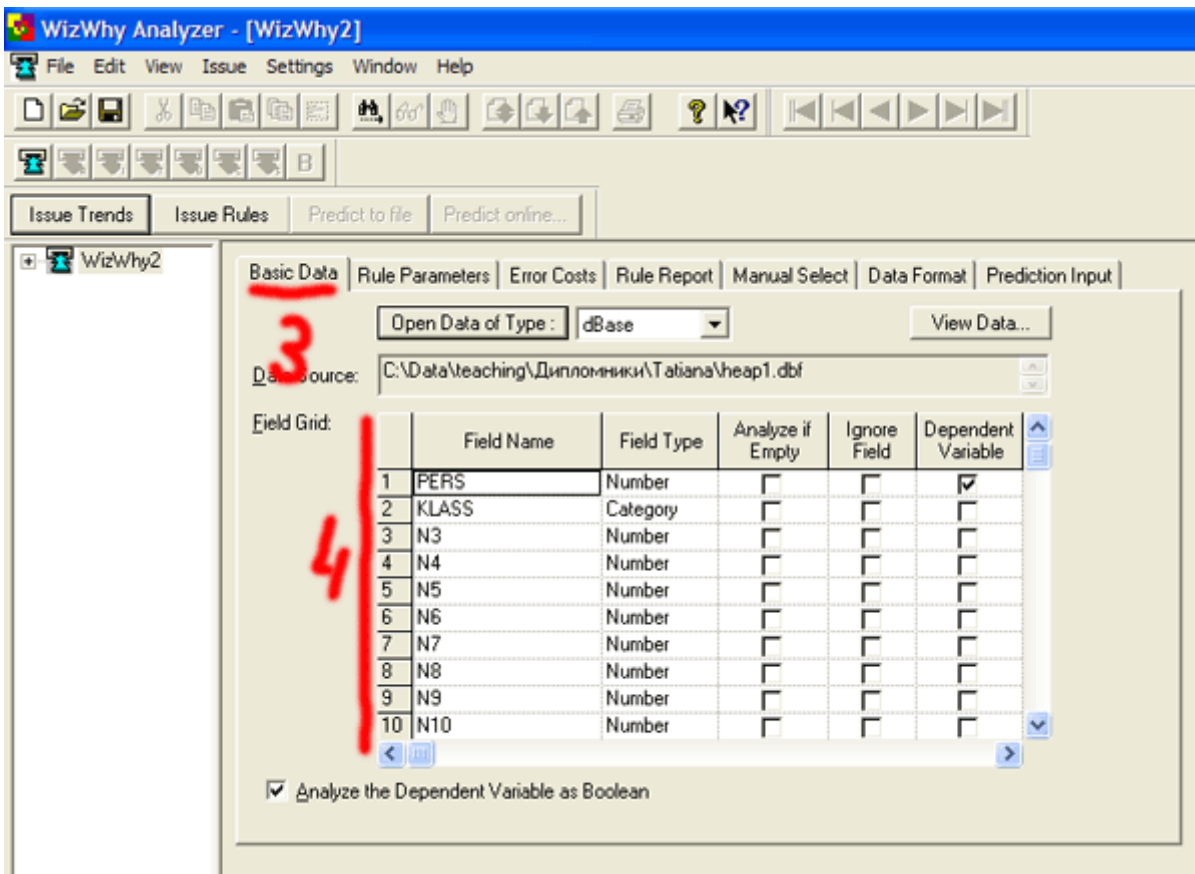 WizWhy Analyzer - [WizWhy2]
File Edit View Issue Settings Window Help
B
Issue Trends Issue Rules Predict to file Predict online...
WizWhy2
Basic Data Rule Parameters Error Costs Rule Report Manual Select Data Format Prediction Input
3
Open Data of Type : dBase View Data...
Data Source: C:\Data\teaching\Дипломники\Tatiana\heap1.dbf
Field Grid:
4
Field Name Field Type Analyze if Empty Ignore Field Dependent Variable
1 PERS Number
2 KLASS Category
3 N3 Number
4 N4 Number
5 N5 Number
6 N6 Number
7 N7 Number
8 N8 Number
9 N9 Number
10 N10 Number
Analyze the Dependent Variable as Boolean